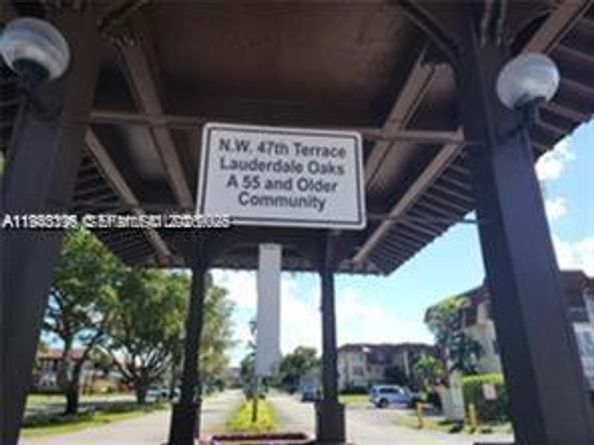 N.W. 47th Terrace
Lauderdale Oaks
A 55 and Older
Community